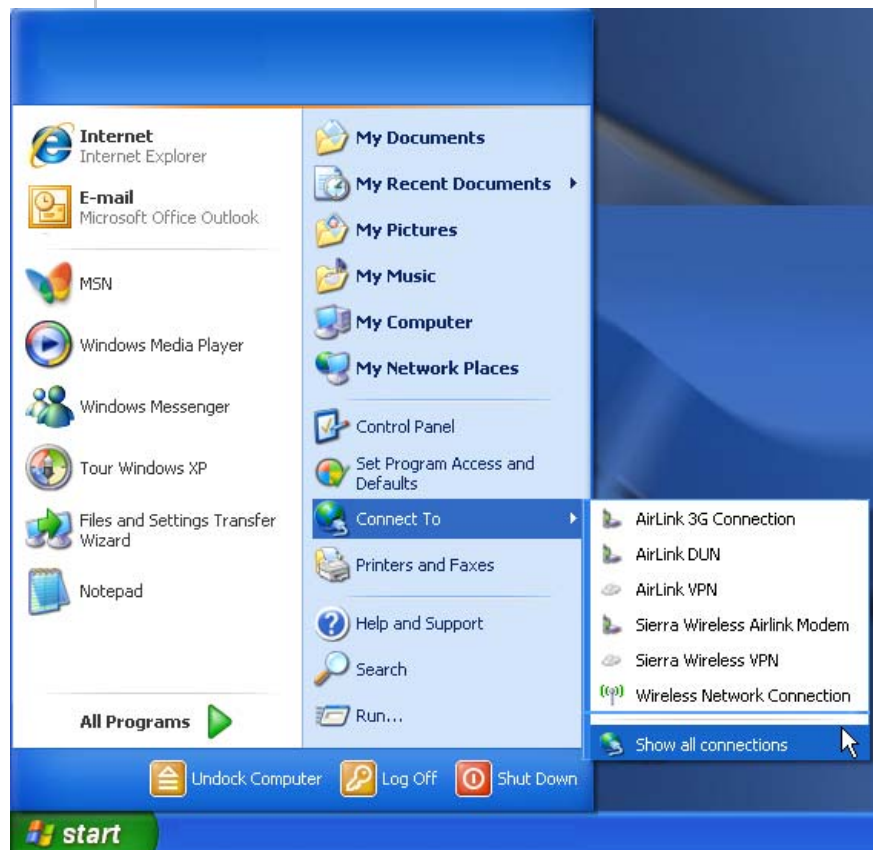 Internet
Internet Explorer
E-mail
Microsoft Office Outlook
MSN
Windows Media Player
Windows Messenger
Tour Windows XP
Files and Settings Transfer
Wizard
Notepad
All Programs
My Documents
My Recent Documents
My Pictures
My Music
My Computer
My Network Places
Control Panel
Set Program Access and
Defaults
Connect To
Printers and Faxes
Help and Support
Search
Run...
AirLink 3G Connection
AirLink DUN
AirLink VPN
Sierra Wireless Airlink Modem
Sierra Wireless VPN
Wireless Network Connection
Show all connections
Undock Computer
Log Off
Shut Down
start